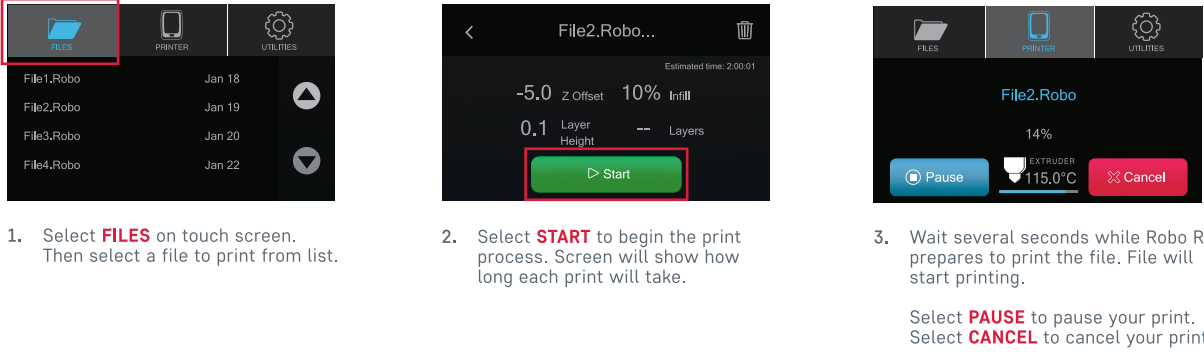 FILES
PRINTER
UTILITIES
File1.Robo Jan 18
File2.Robo Jan 19
File3.Robo Jan 20
File4.Robo Jan 22
1. Select FILES on touch screen.
Then select a file to print from list.
File2.Robo...
Estimated time: 2:00:01
-5.0 Z Offset 10% Infill
0.1 Layer Height -- Layers
Start
2. Select START to begin the print
process. Screen will show how
long each print will take.
FILES
PRINTER
UTILITIES
File2.Robo
14%
Pause
EXTRUDER
115.0°C
Cancel
3. Wait several seconds while Robo R
prepares to print the file. File will
start printing.
Select PAUSE to pause your print.
Select CANCEL to cancel your print